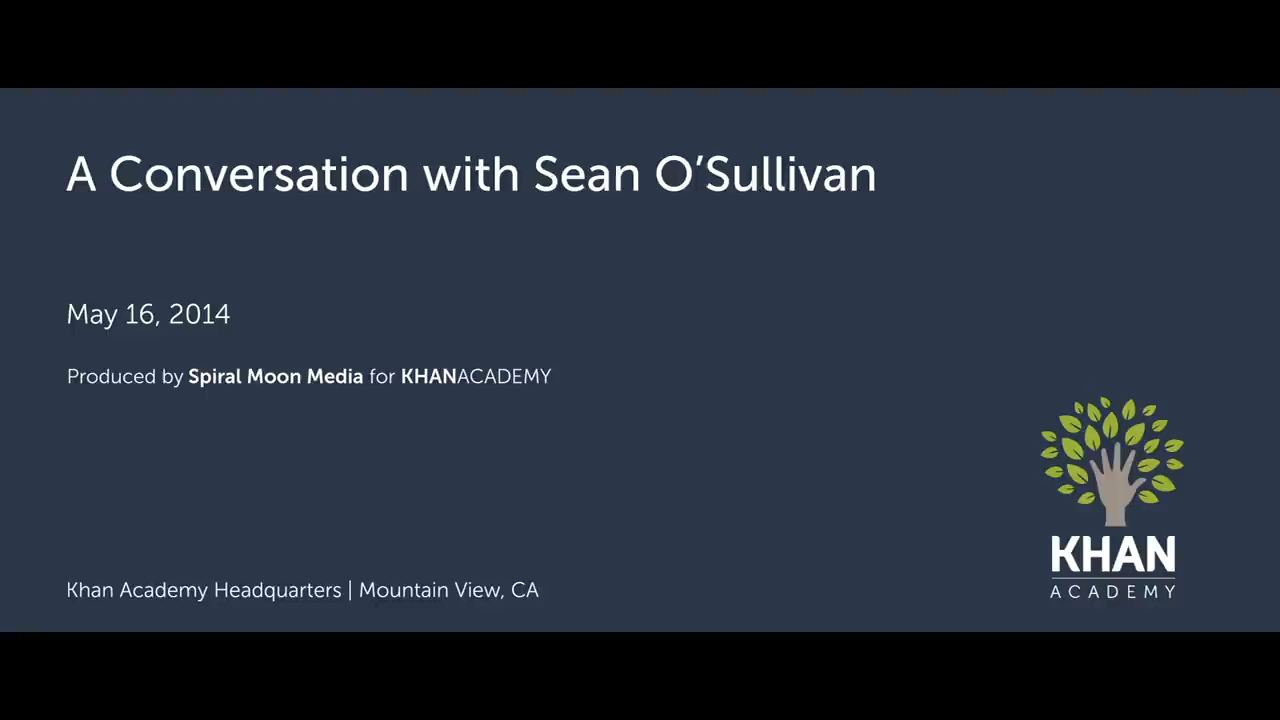 A Conversation with Sean O’Sullivan
May 16, 2014
Produced by Spiral Moon Media for KHANACADEMY
Khan Academy Headquarters | Mountain View, CA
KHAN
ACADEMY